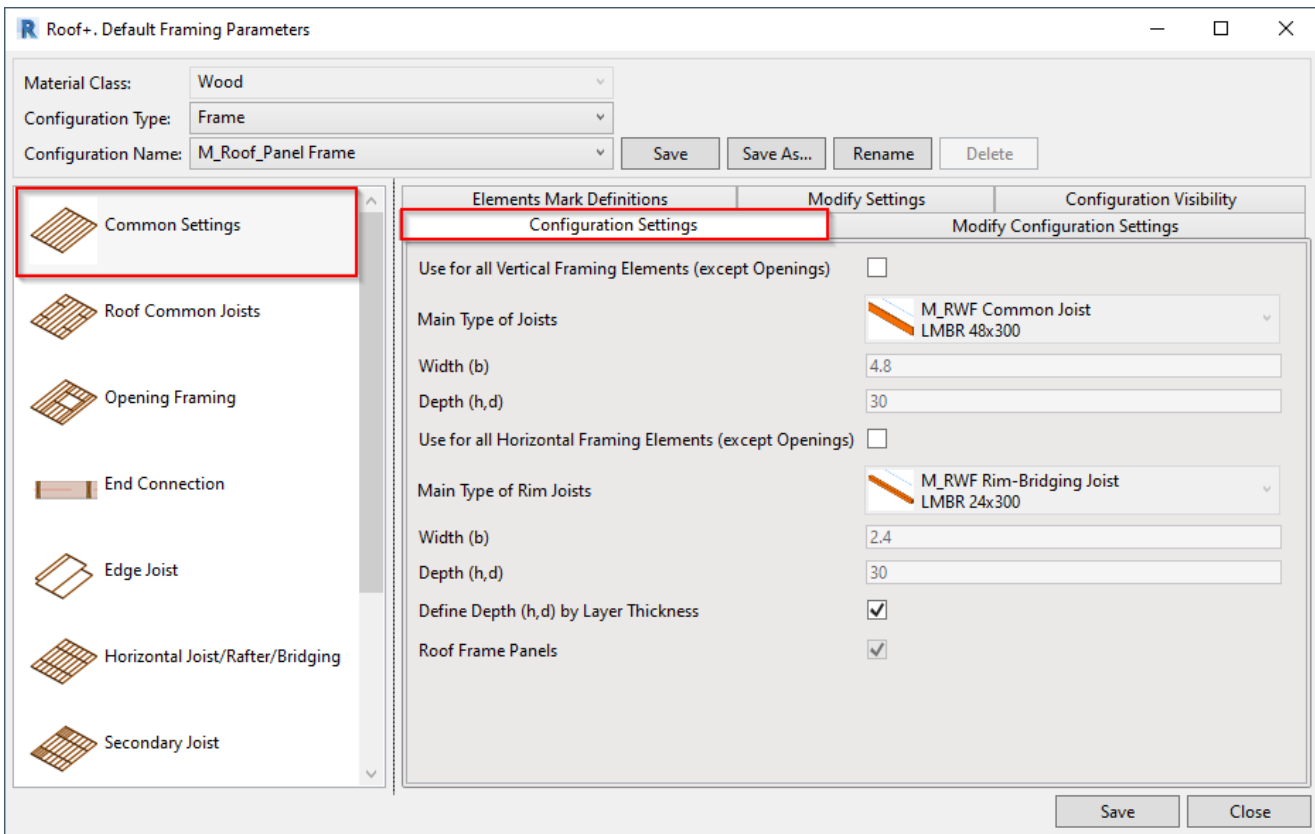 Roof+. Default Framing Parameters
Material Class: Wood
Configuration Type: Frame
Configuration Name: M_Roof_Panel Frame Save Save As... Rename Delete
Common Settings
Roof Common Joists
Opening Framing
End Connection
Edge Joist
Horizontal Joist/Rafter/Bridging
Secondary Joist
Elements Mark Definitions Modify Settings Configuration Visibility
Configuration Settings Modify Configuration Settings
Use for all Vertical Framing Elements (except Openings)
Main Type of Joists M_RWF Common Joist
LMBR 48x300
Width (b) 4.8
Depth (h,d) 30
Use for all Horizontal Framing Elements (except Openings)
Main Type of Rim Joists M_RWF Rim-Bridging Joist
LMBR 24x300
Width (b) 2.4
Depth (h,d) 30
Define Depth (h,d) by Layer Thickness
Roof Frame Panels
Save Close